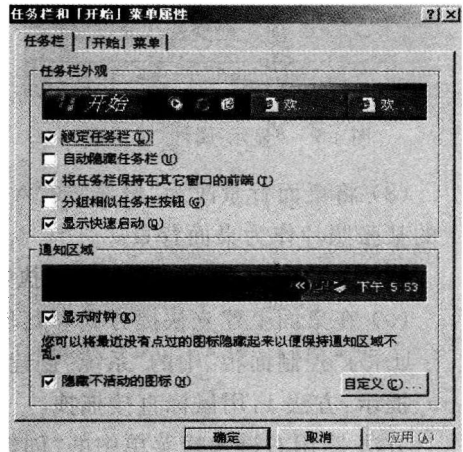 任务栏和「开始」菜单属性
任务栏 「开始」菜单
任务栏外观
开始 欢... 欢...
锁定任务栏(L)
自动隐藏任务栏(U)
将任务栏保持在其它窗口的前端(T)
分组相似任务栏按钮(G)
显示快速启动(Q)
通知区域
下午 5:53
显示时钟(K)
您可以将最近没有点过的图标隐藏起来以便保持通知区域不
乱。
隐藏不活动的图标(H)
自定义(C)...
确定 取消 应用(A)